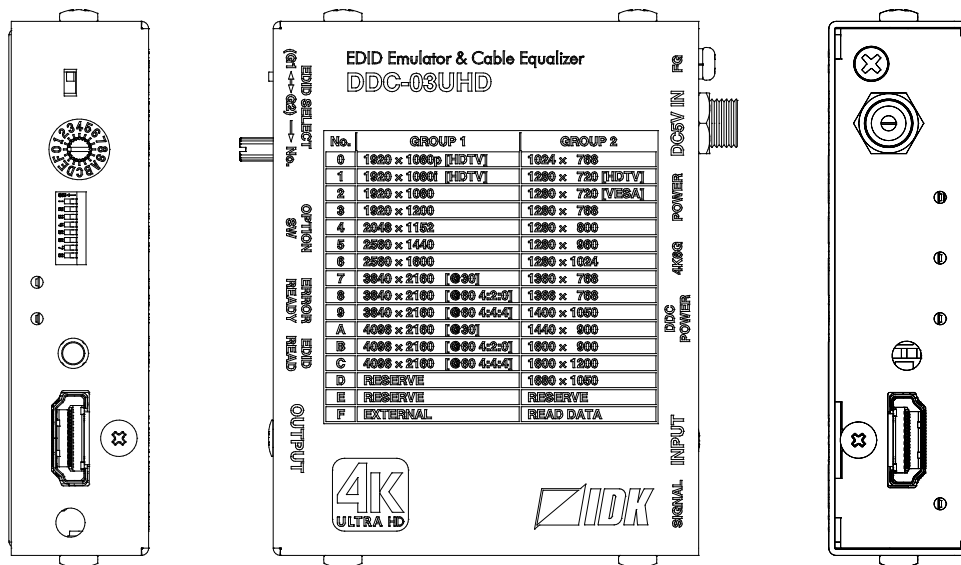 EDID Emulator & Cable Equalizer
DDC-03UHD
EDID SELECT
(G1 ◄-► G2) → No.
OPTION
SW
ERROR
READY
EDID
READ
OUTPUT
FG
DC5V IN
POWER
4K6G
DDC
POWER
INPUT
SIGNAL
No. GROUP 1 GROUP 2
0 1920 × 1080p [HDTV] 1024 × 768
1 1920 × 1080i [HDTV] 1280 × 720 [HDTV]
2 1920 × 1080 1280 × 720 [VESA]
3 1920 × 1200 1280 × 768
4 2048 × 1152 1280 × 800
5 2560 × 1440 1280 × 960
6 2560 × 1600 1280 × 1024
7 3840 × 2160 [@30] 1360 × 768
8 3840 × 2160 [@60 4:2:0] 1366 × 768
9 3840 × 2160 [@60 4:4:4] 1400 × 1050
A 4096 × 2160 [@30] 1440 × 900
B 4096 × 2160 [@60 4:2:0] 1600 × 900
C 4096 × 2160 [@60 4:4:4] 1600 × 1200
D RESERVE 1680 × 1050
E RESERVE RESERVE
F EXTERNAL READ DATA
4K
ULTRA HD
IDK
0123456789ABCDEF